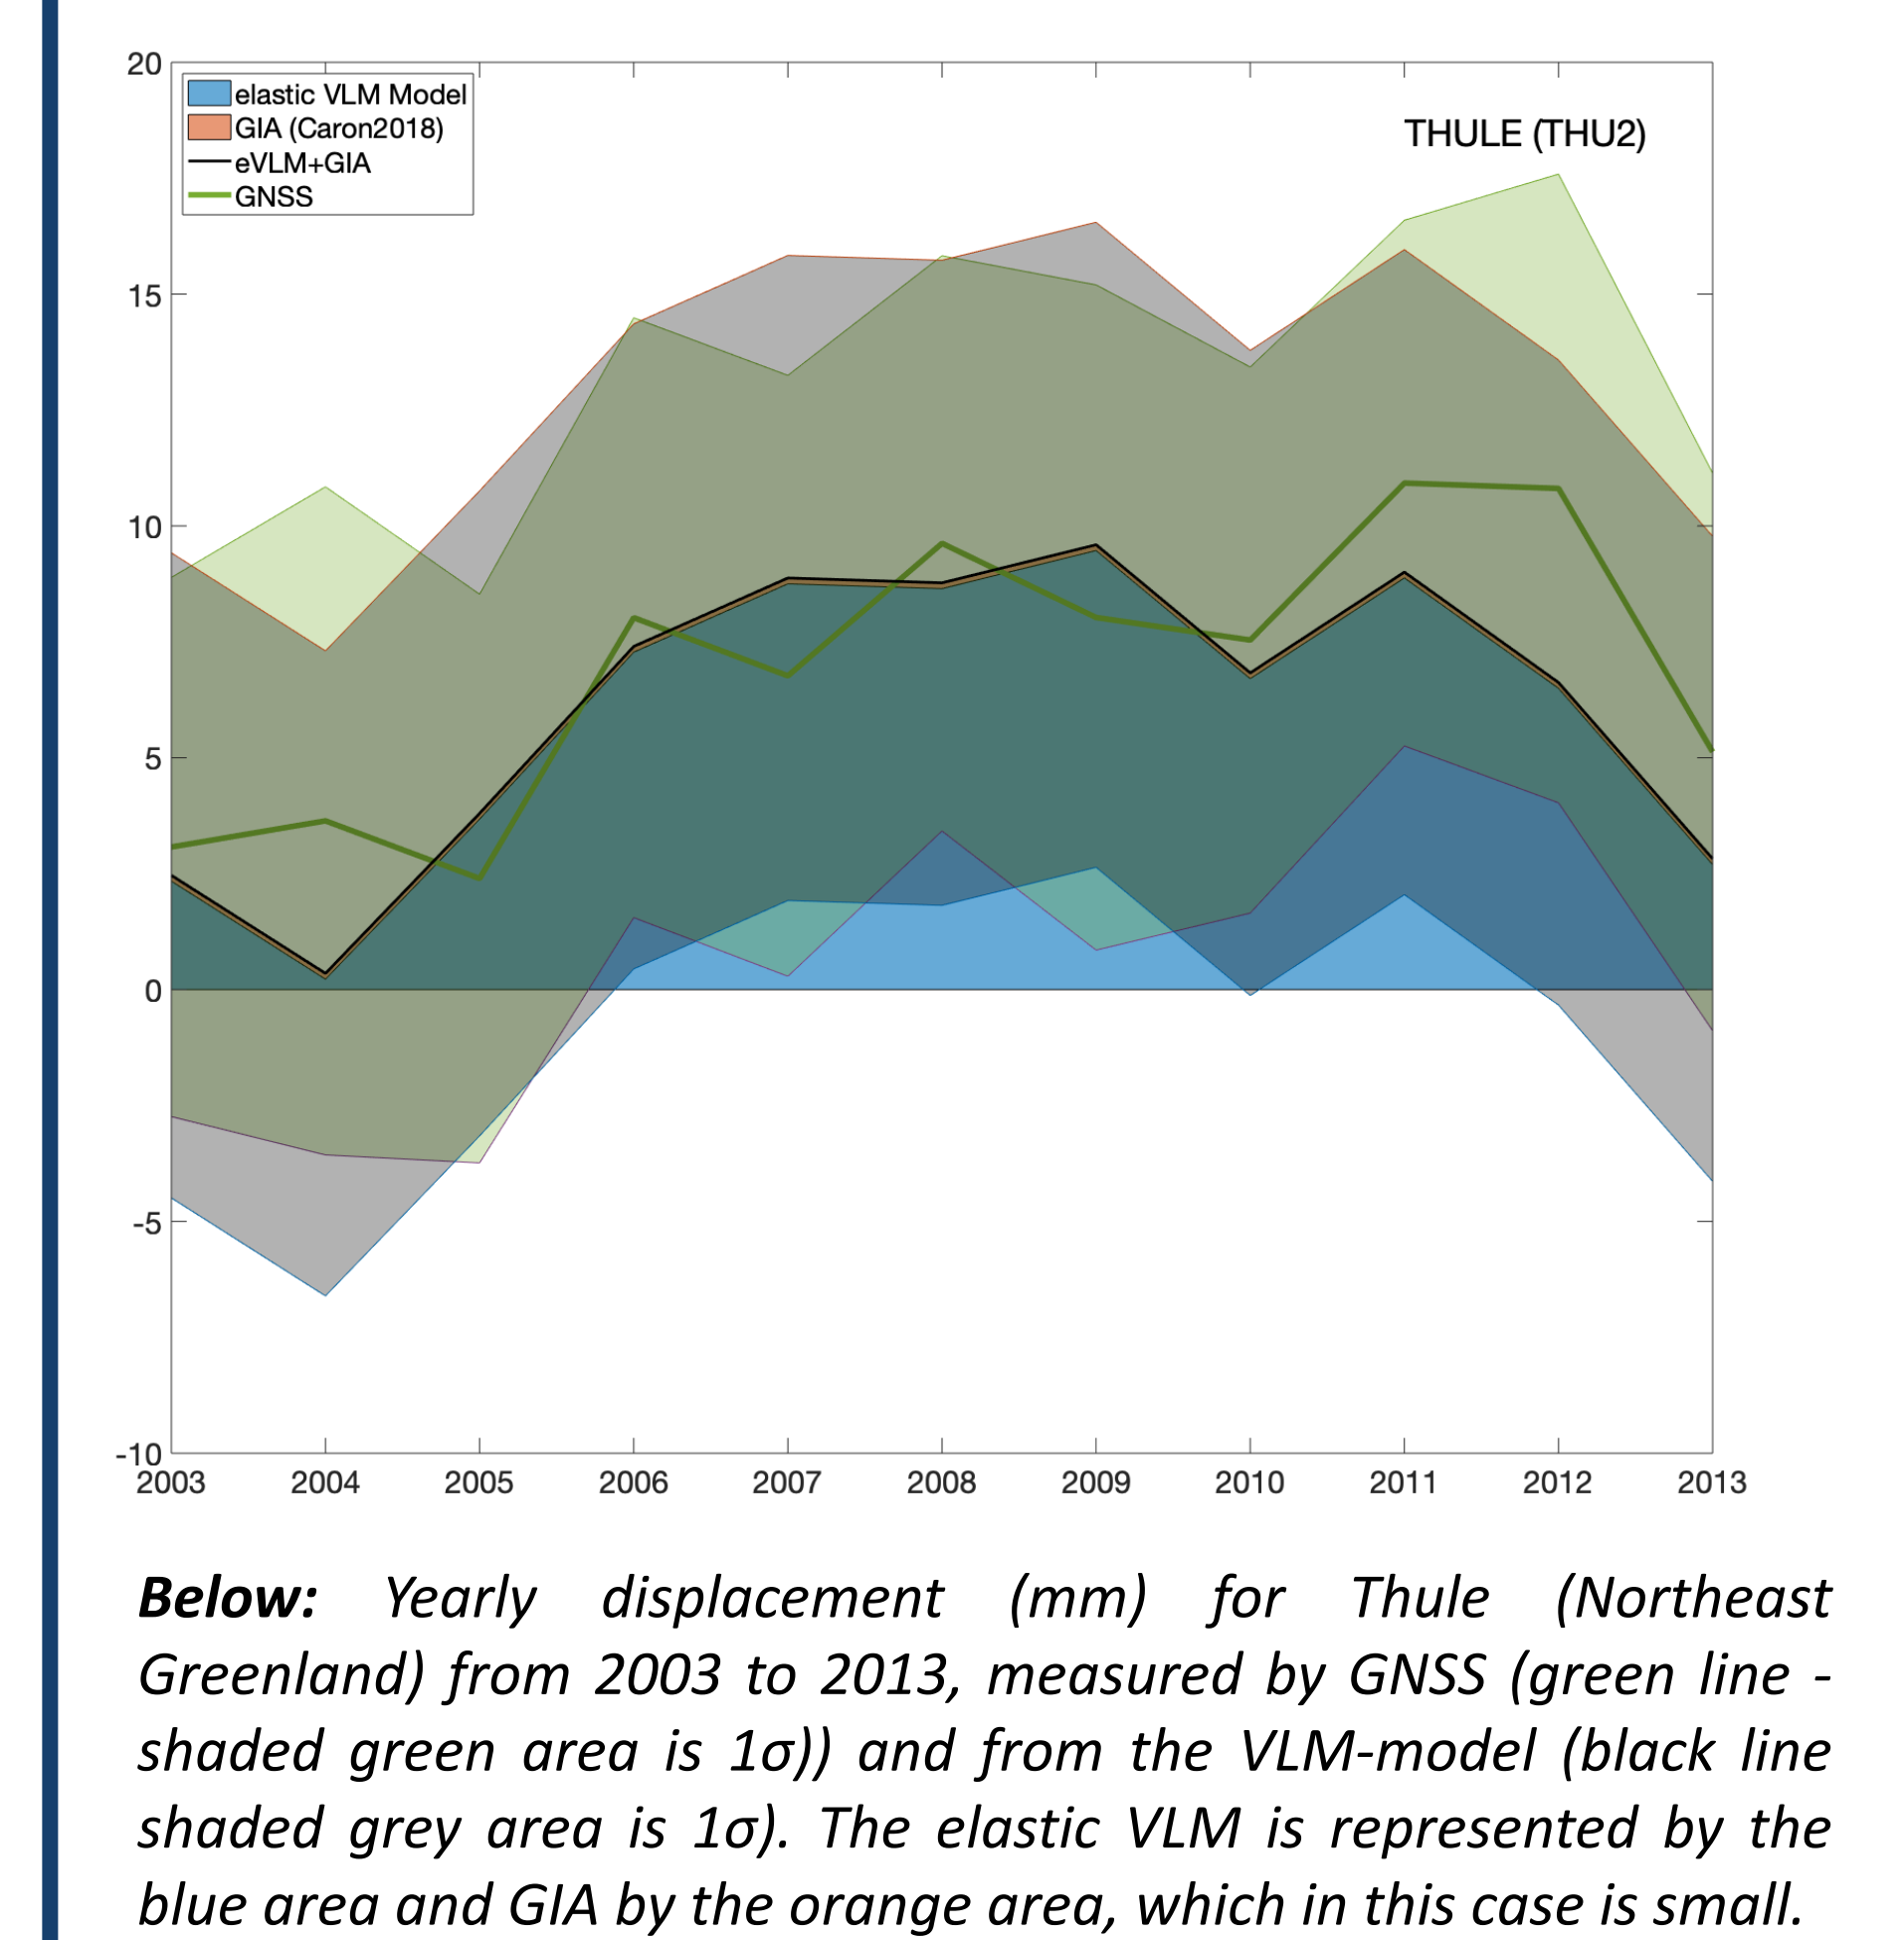 20
elastic VLM Model
GIA (Caron2018)
eVLM+GIA
GNSS
THULE (THU2)
15
10
5
0
-5
-10
2003 2004 2005 2006 2007 2008 2009 2010 2011 2012 2013
Below: Yearly displacement (mm) for Thule (Northeast
Greenland) from 2003 to 2013, measured by GNSS (green line -
shaded green area is 1σ)) and from the VLM-model (black line
shaded grey area is 1σ). The elastic VLM is represented by the
blue area and GIA by the orange area, which in this case is small.